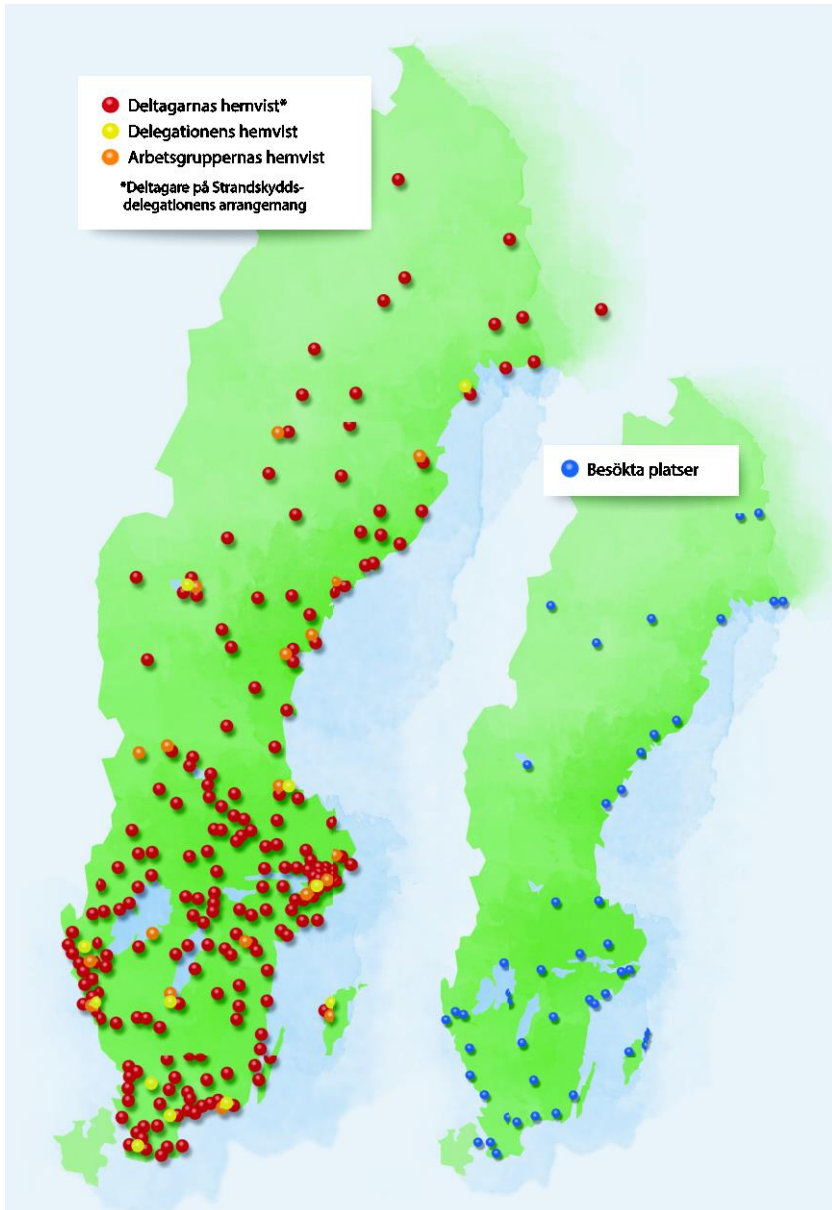 Deltagarnas hemvist*
Delegationens hemvist
Arbetsgruppernas hemvist
*Deltagare på Strandskydds-
delegationens arrangemang
Besökta platser